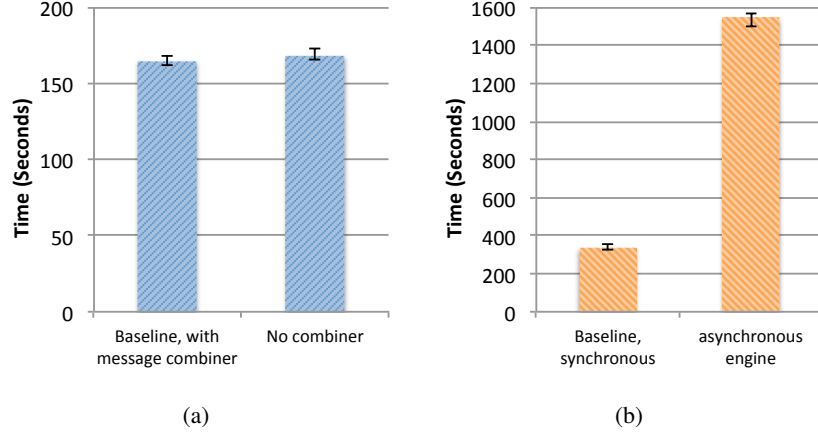 200
150
100
50
0
Time (Seconds)
Baseline, with
message combiner
No combiner
(a)
1600
1400
1200
1000
800
600
400
200
0
Time (Seconds)
Baseline,
synchronous
asynchronous
engine
(b)